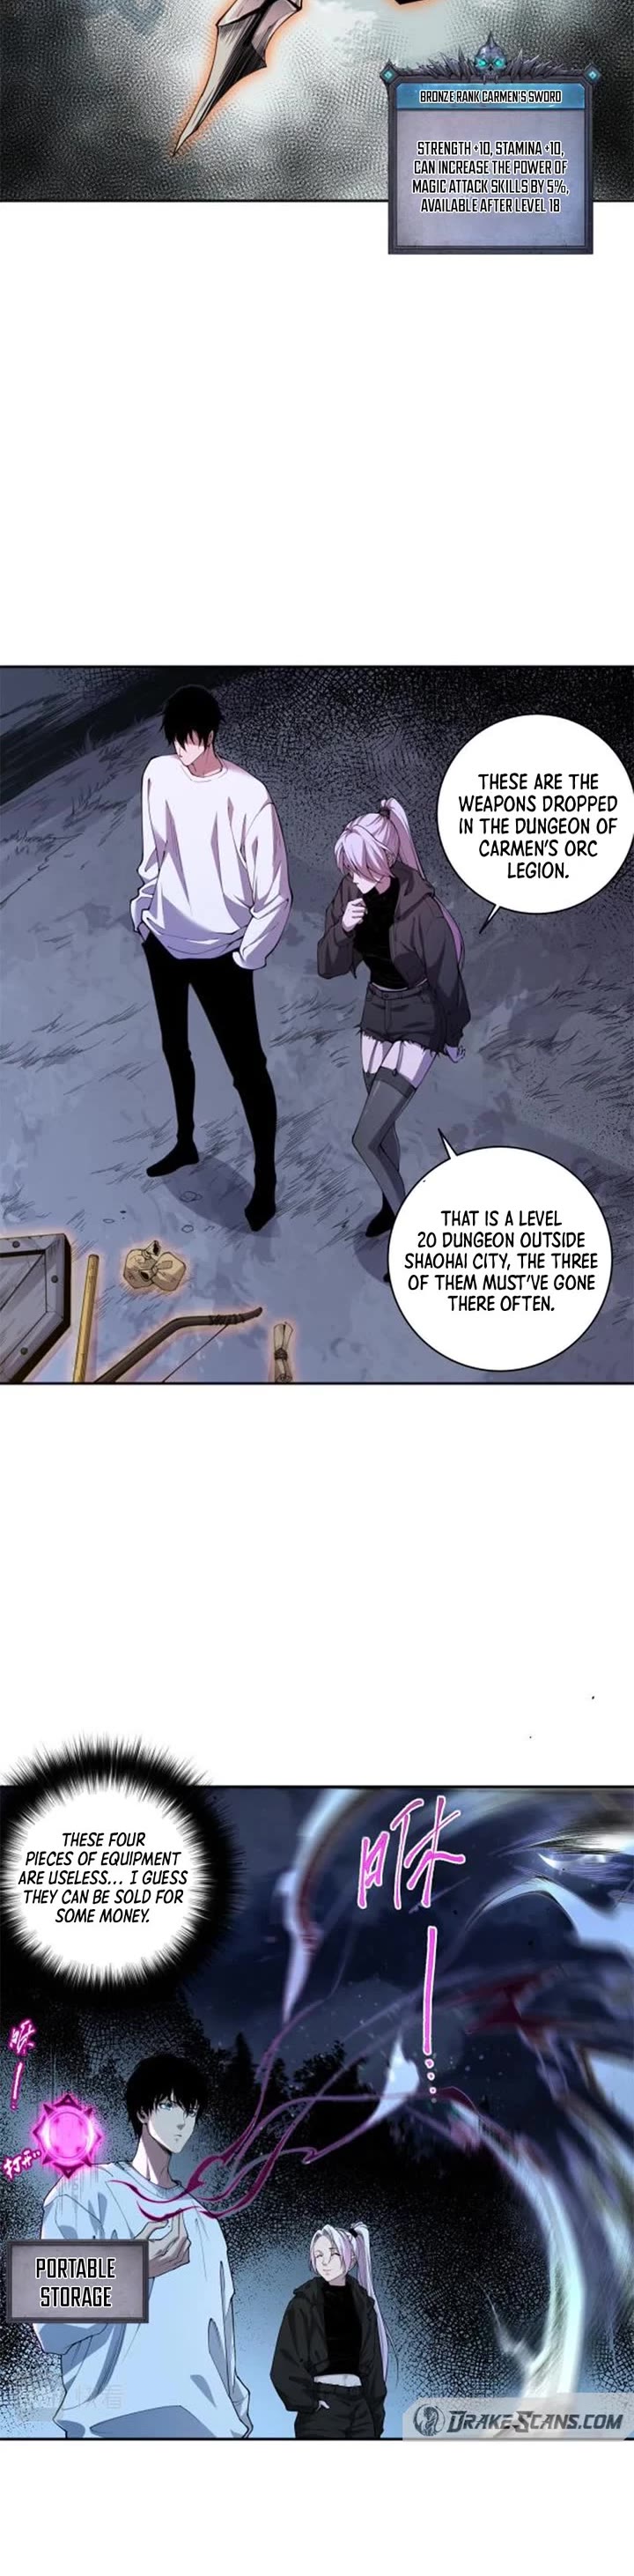 BRONZE RANK CARMEN'S SWORD
STRENGTH +10, STAMINA +10,
CAN INCREASE THE POWER OF
MAGIC ATTACK SKILLS BY 5%,
AVAILABLE AFTER LEVEL 18
THESE ARE THE
WEAPONS DROPPED
IN THE DUNGEON OF
CARMEN'S ORC
LEGION.
THAT IS A LEVEL
20 DUNGEON OUTSIDE
SHAOHAI CITY, THE THREE
OF THEM MUST'VE GONE
THERE OFTEN.
THESE FOUR
PIECES OF EQUIPMENT
ARE USELESS... I GUESS
THEY CAN BE SOLD FOR
SOME MONEY.
咻
咻
打开
PORTABLE
STORAGE
DRAKESCANS.COM